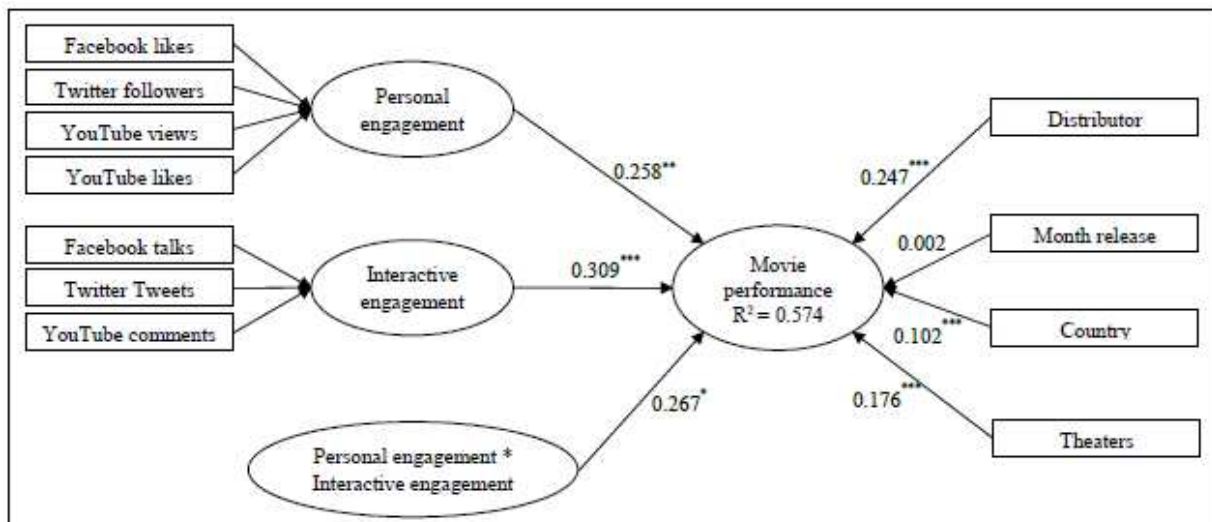 Facebook likes
Twitter followers
YouTube views
YouTube likes
Personal
engagement
Facebook talks
Twitter Tweets
YouTube comments
Interactive
engagement
Personal engagement *
Interactive engagement
0.258**
0.309***
0.267*
Movie
performance
R² = 0.574
0.247***
0.002
0.102***
0.176***
Distributor
Month release
Country
Theaters